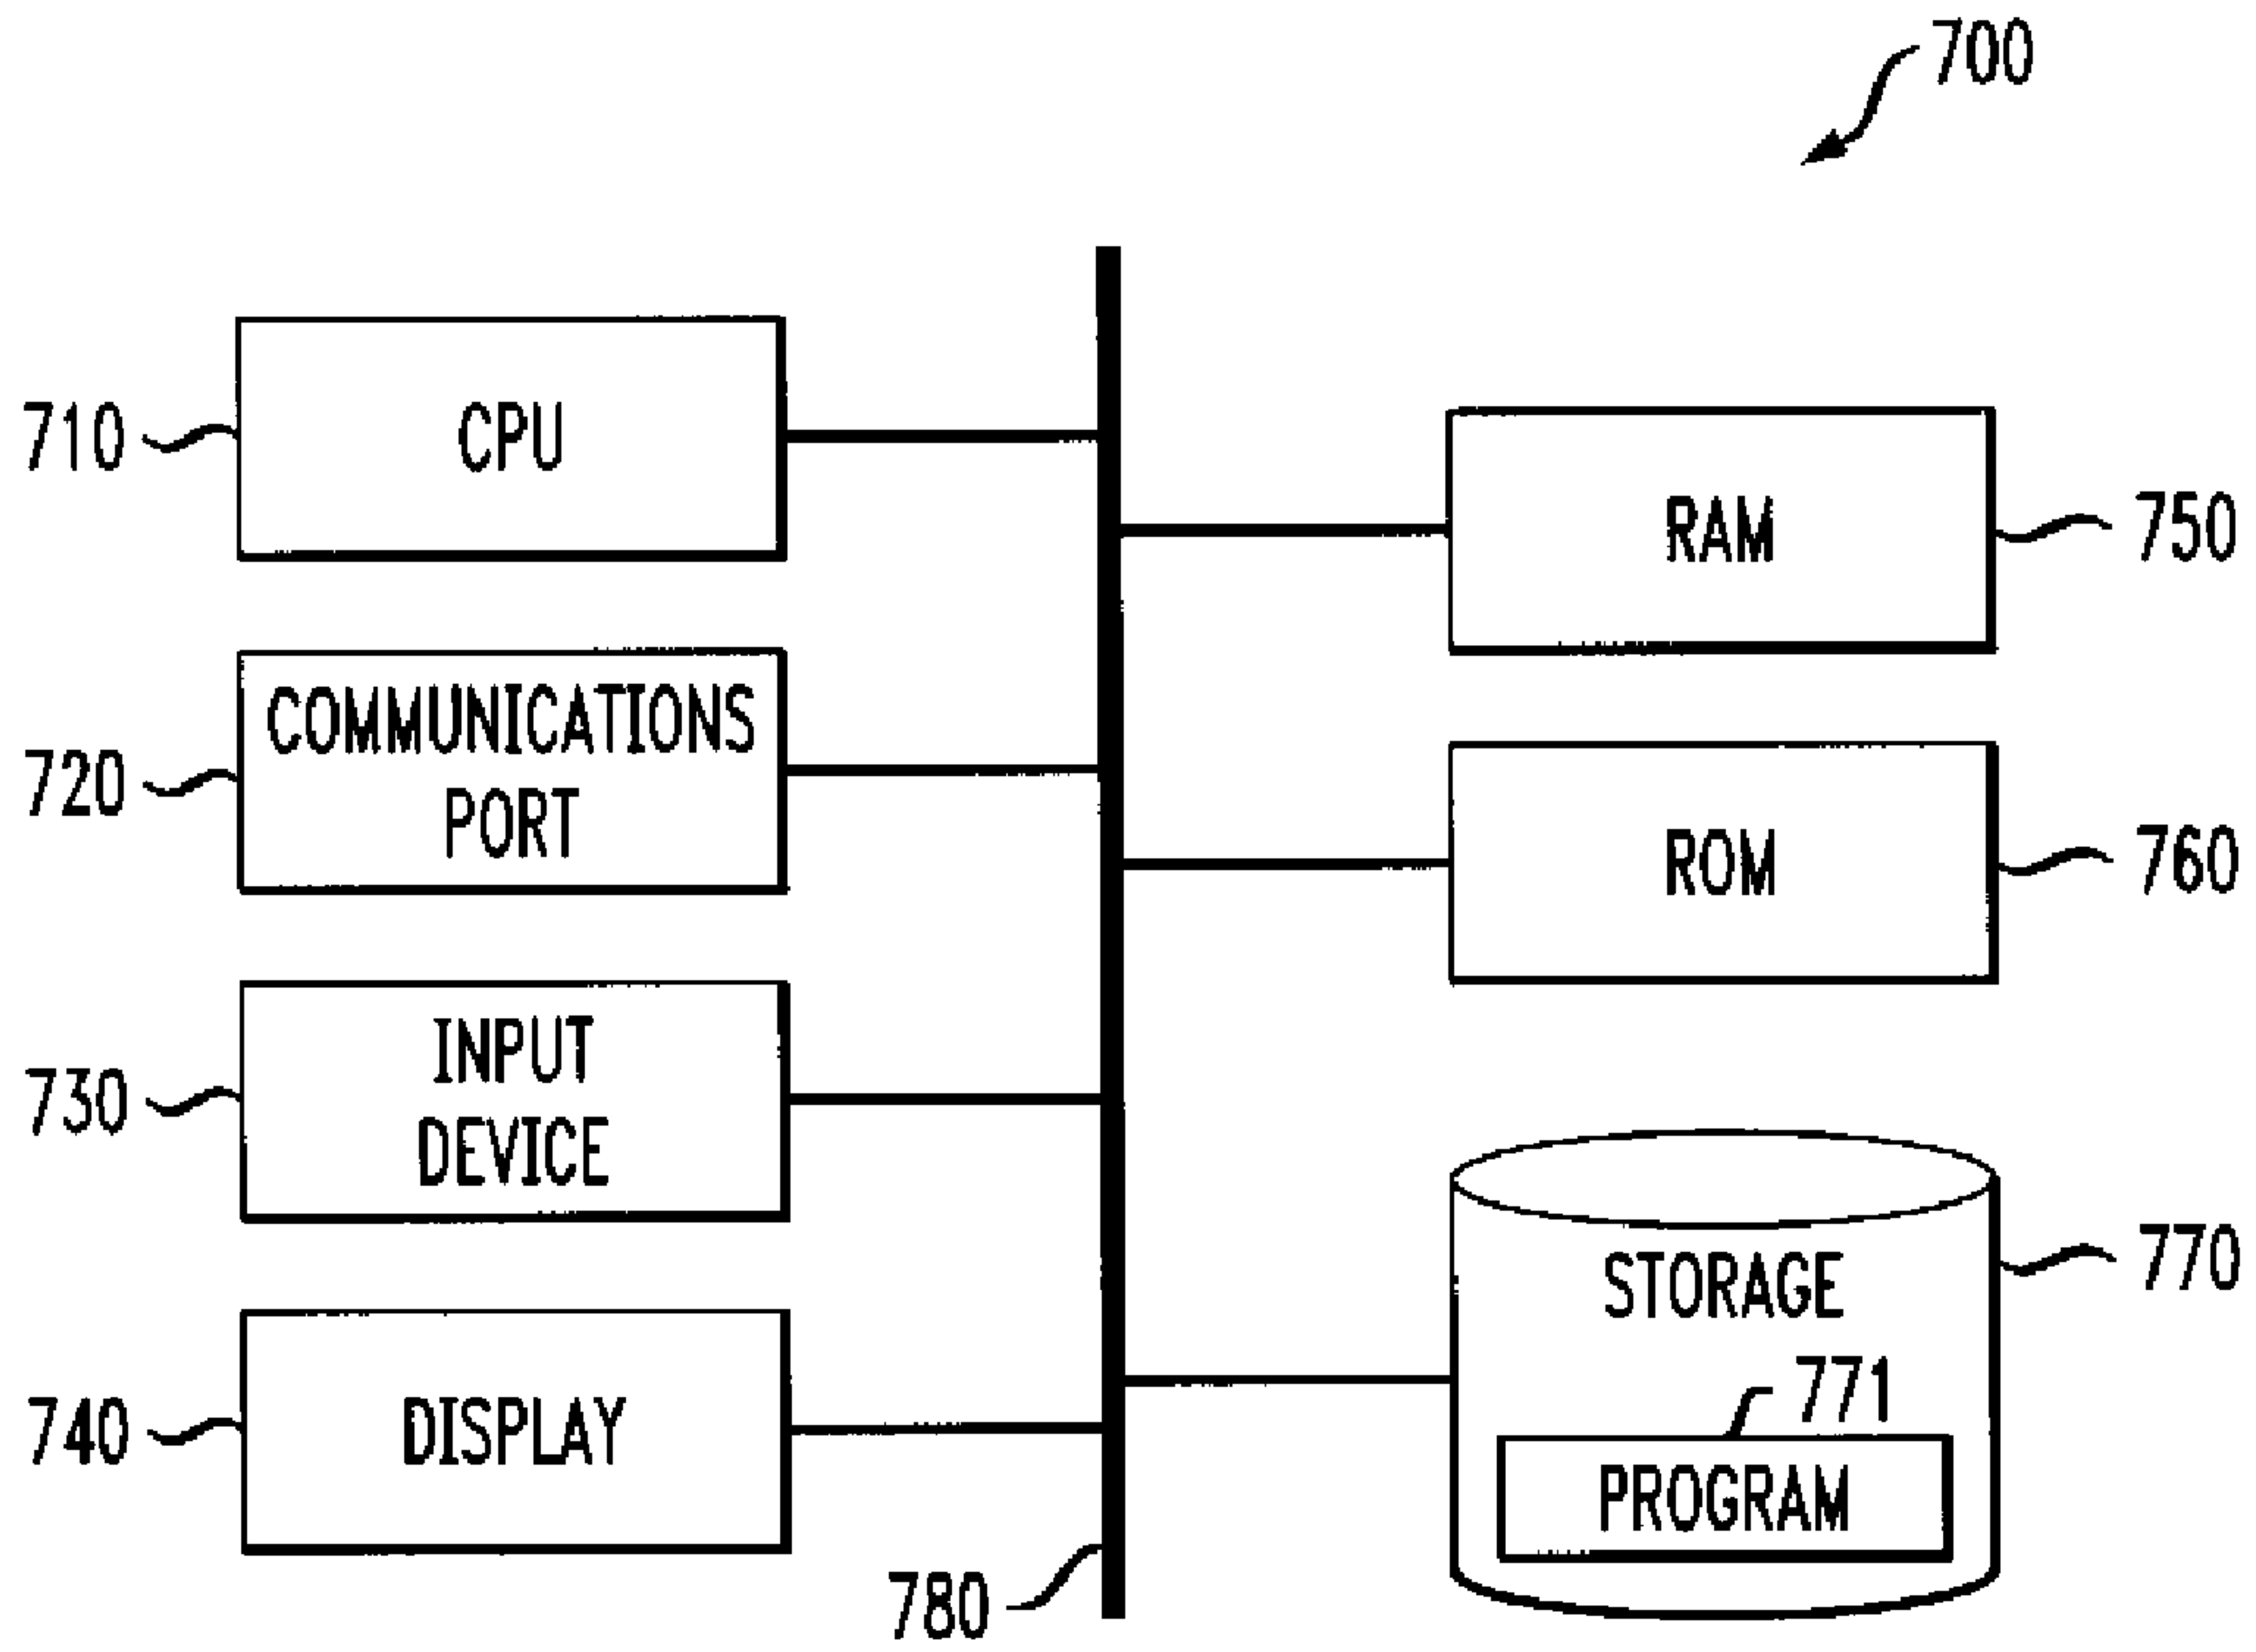 700
710
CPU
RAM
750
720
COMMUNICATIONS
PORT
ROM
760
730
INPUT
DEVICE
STORAGE
770
740
DISPLAY
771
PROGRAM
780